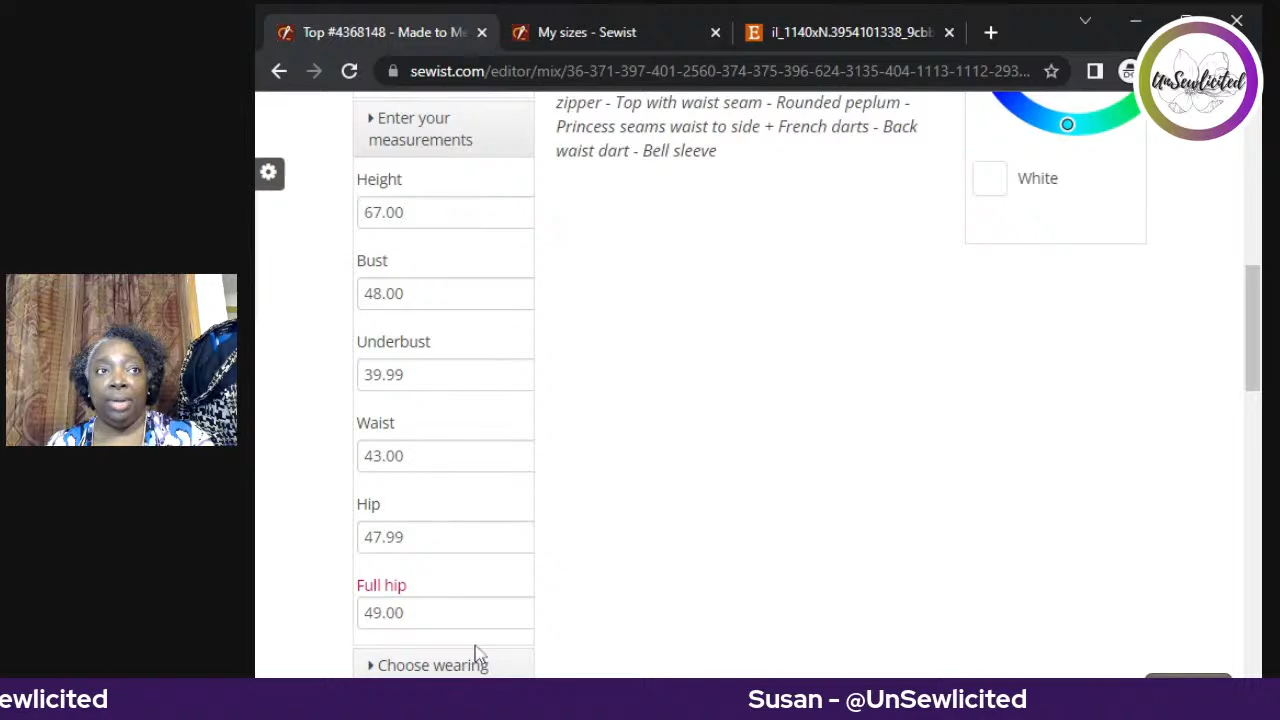 Top #4368148 - Made to Me
My sizes - Sewist
E
il_1140xN.3954101338_9cbb
sewist.com/editor/mix/36-371-397-401-2560-374-375-396-624-3135-404-1113-1112-293...
UnSewlicited
zipper - Top with waist seam - Rounded peplum -
Princess seams waist to side + French darts - Back
waist dart - Bell sleeve
White
Enter your
measurements
Height
67.00
Bust
48.00
Underbust
39.99
Waist
43.00
Hip
47.99
Full hip
49.00
Choose wearing
ewlicited
Susan - @UnSewlicited